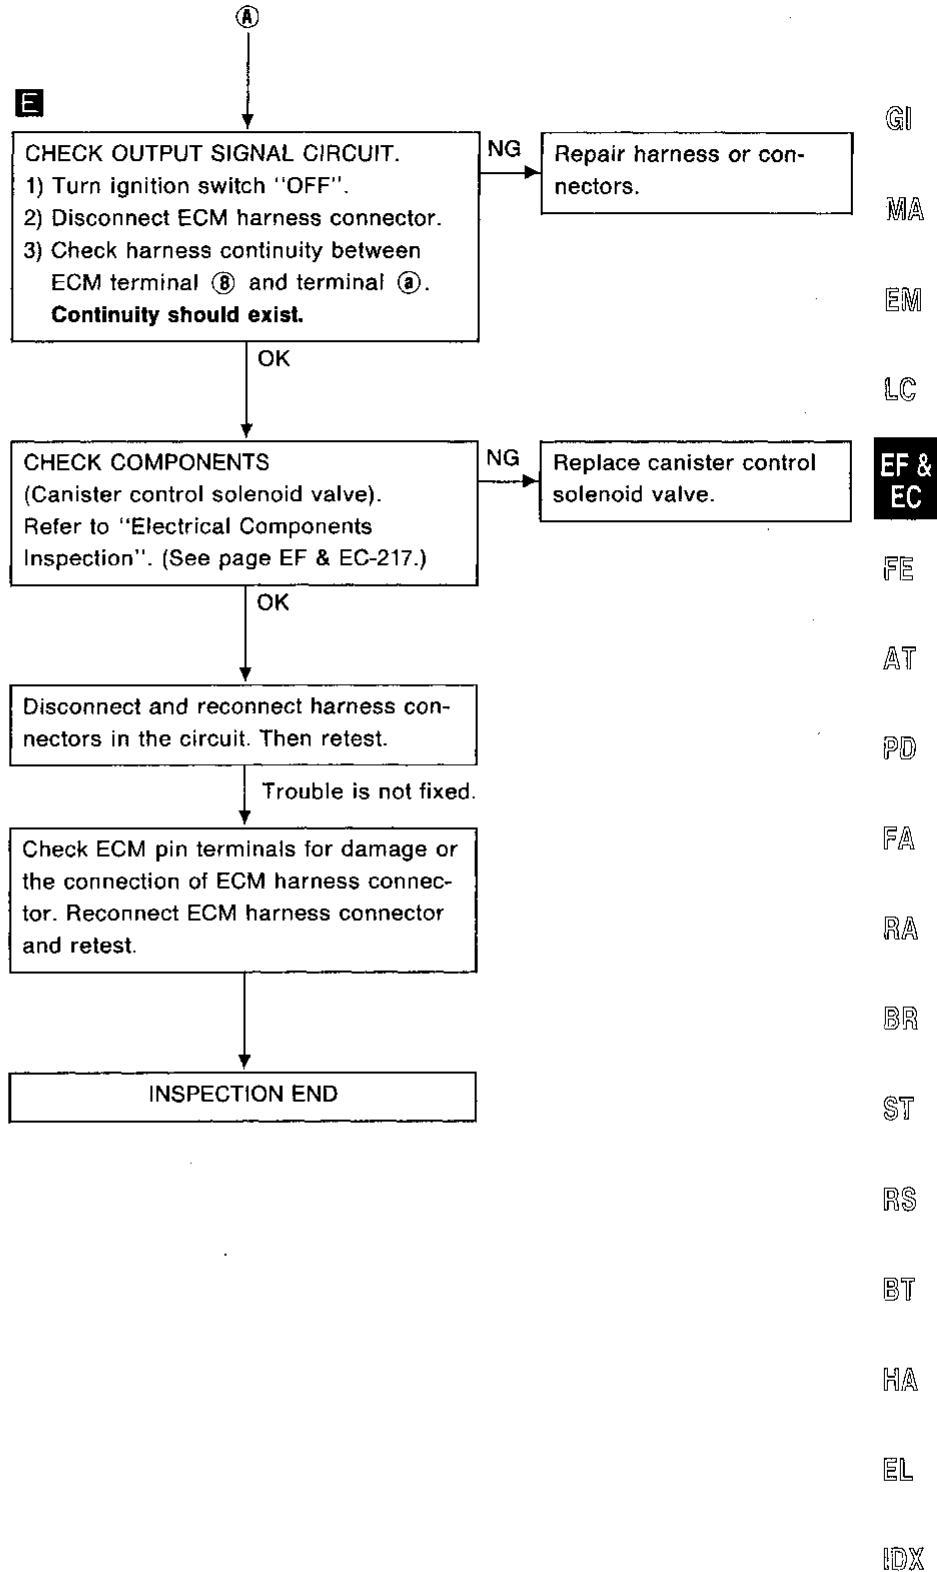 Ⓐ
E
CHECK OUTPUT SIGNAL CIRCUIT.
1) Turn ignition switch "OFF".
2) Disconnect ECM harness connector.
3) Check harness continuity between
ECM terminal ⑧ and terminal ⓐ.
Continuity should exist.
NG
Repair harness or con-
nectors.
OK
CHECK COMPONENTS
(Canister control solenoid valve).
Refer to "Electrical Components
Inspection". (See page EF & EC-217.)
NG
Replace canister control
solenoid valve.
OK
Disconnect and reconnect harness con-
nectors in the circuit. Then retest.
Trouble is not fixed.
Check ECM pin terminals for damage or
the connection of ECM harness connec-
tor. Reconnect ECM harness connector
and retest.
INSPECTION END
GI
MA
EM
LC
EF &
EC
FE
AT
PD
FA
RA
BR
ST
RS
BT
HA
EL
IDX